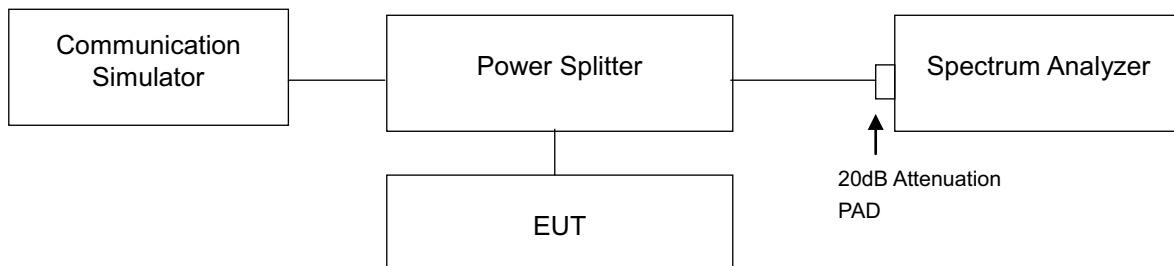 Communication
Simulator
Power Splitter
Spectrum Analyzer
20dB Attenuation
PAD
EUT